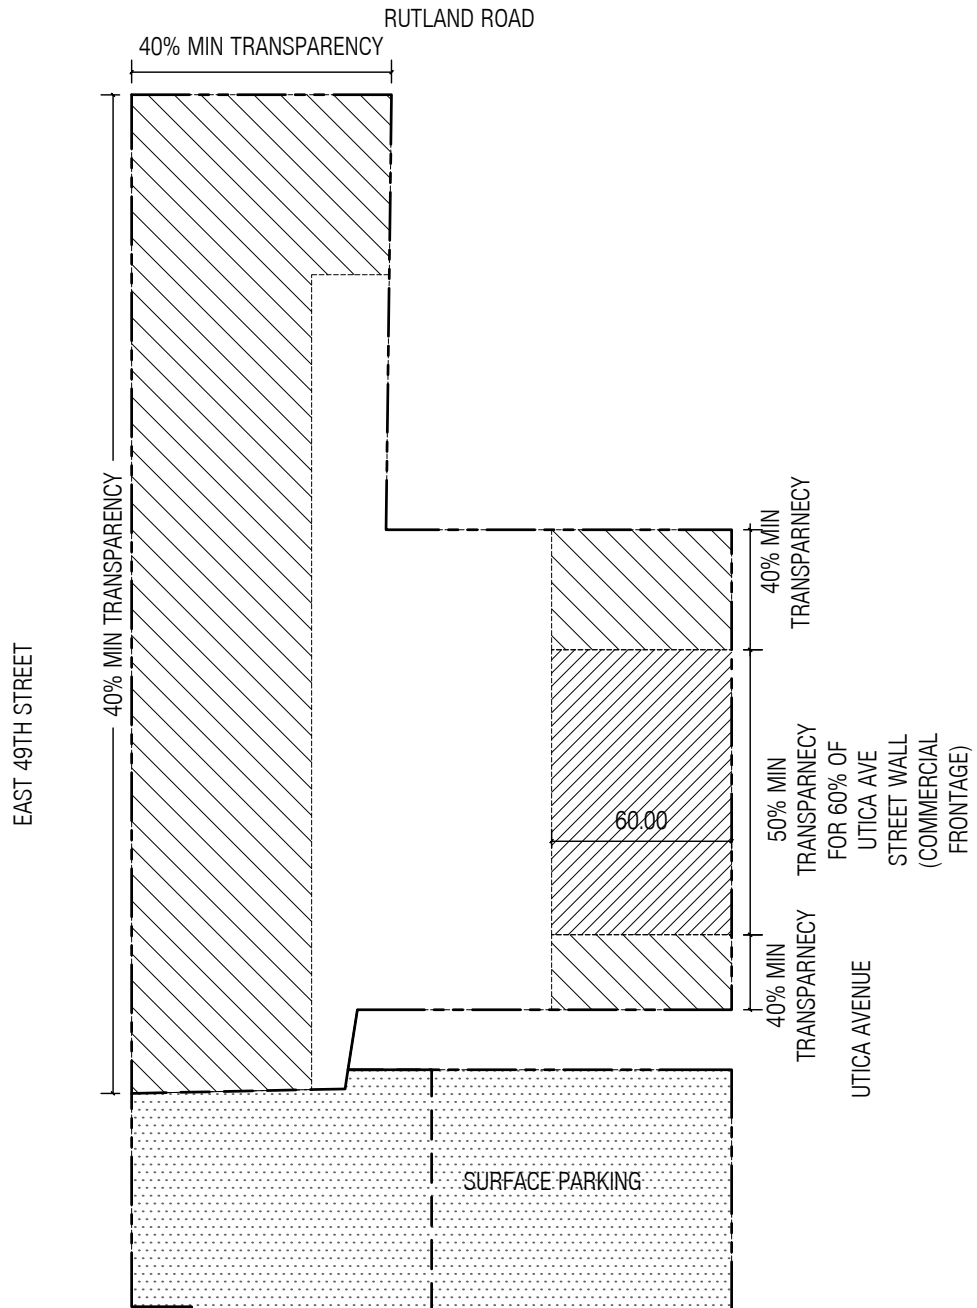 RUTLAND ROAD
40% MIN TRANSPARENCY
EAST 49TH STREET
40% MIN TRANSPARENCY
40% MIN
TRANSPARNECY
60.00
50% MIN
TRANSPARNECY
FOR 60% OF
UTICA AVE
STREET WALL
(COMMERCIAL
FRONTAGE)
40% MIN
TRANSPARNECY
UTICA AVENUE
SURFACE PARKING